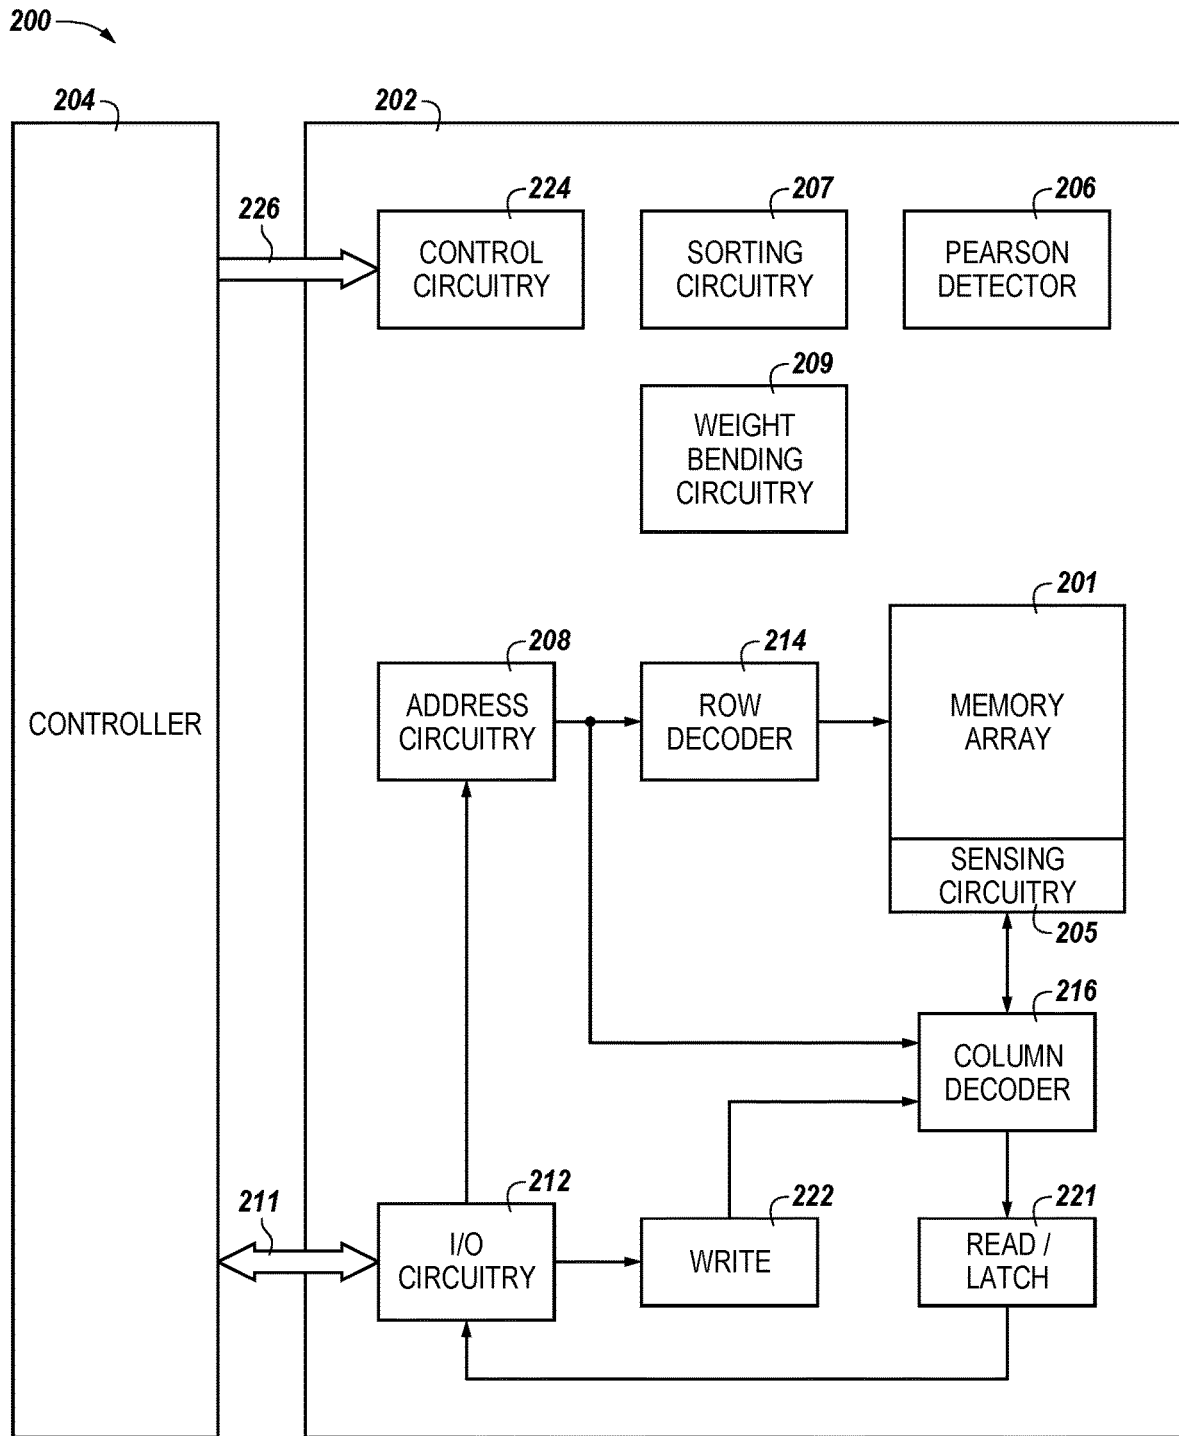 200
204
202
226
224
207
206
CONTROL
CIRCUITRY
SORTING
CIRCUITRY
PEARSON
DETECTOR
209
WEIGHT
BENDING
CIRCUITRY
201
208
214
CONTROLLER
ADDRESS
CIRCUITRY
ROW
DECODER
MEMORY
ARRAY
SENSING
CIRCUITRY
205
216
COLUMN
DECODER
211
212
222
221
I/O
CIRCUITRY
WRITE
READ /
LATCH